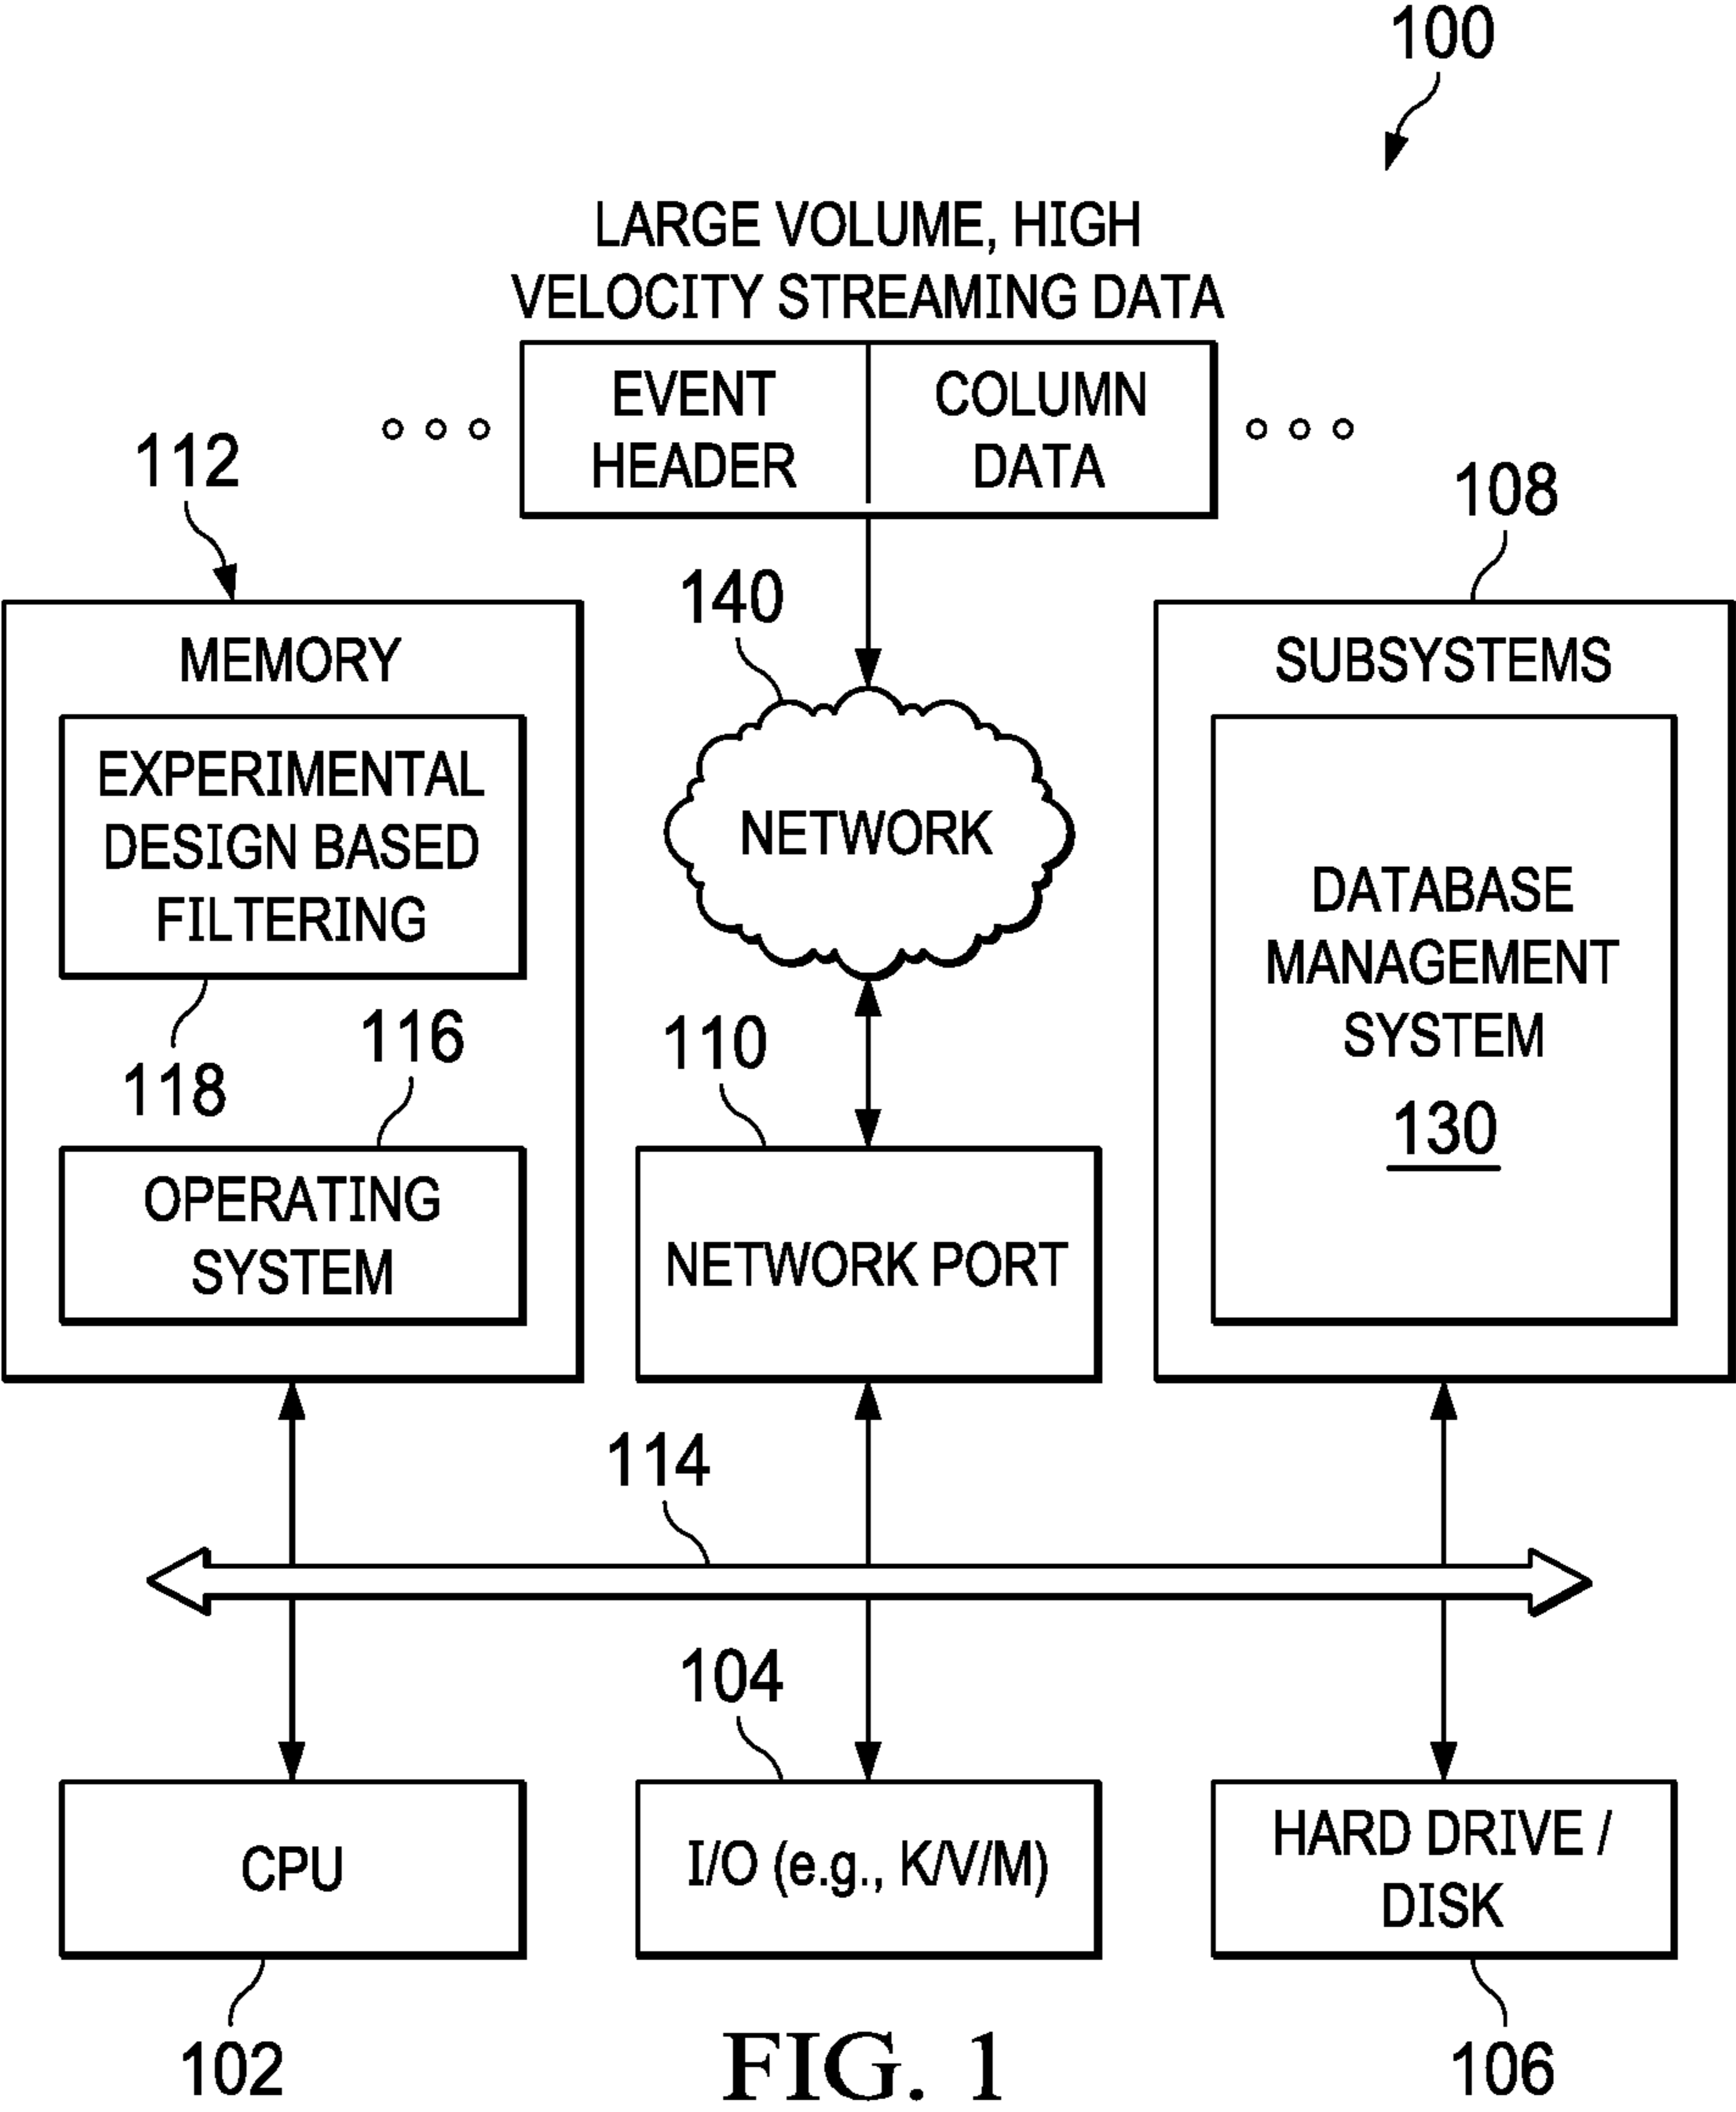 100
LARGE VOLUME, HIGH
VELOCITY STREAMING DATA
EVENT
HEADER
COLUMN
DATA
112
108
140
MEMORY
EXPERIMENTAL
DESIGN BASED
FILTERING
118
116
OPERATING
SYSTEM
NETWORK
110
NETWORK PORT
SUBSYSTEMS
DATABASE
MANAGEMENT
SYSTEM
130
114
104
CPU
I/O (e.g., K/V/M)
HARD DRIVE /
DISK
102
106
FIG. 1